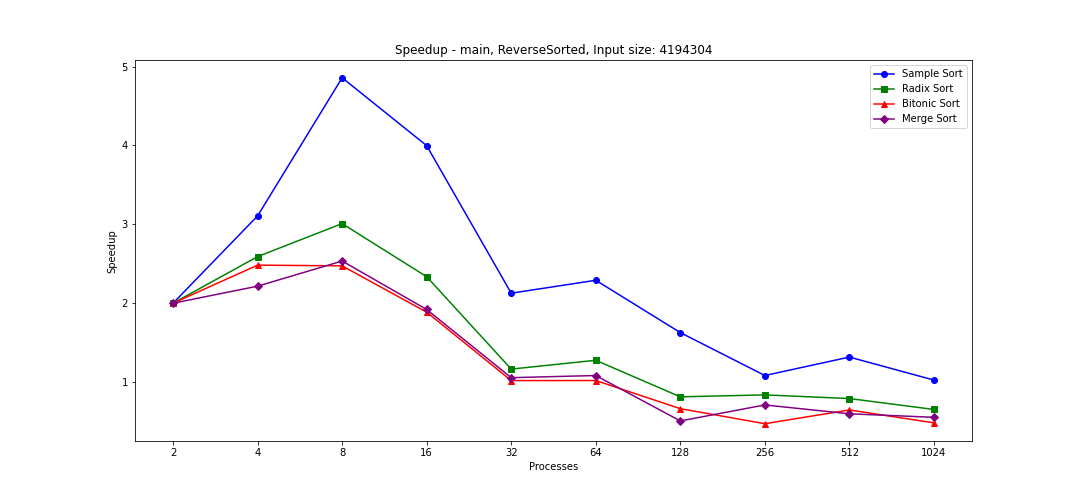 Speedup - main, ReverseSorted, Input size: 4194304
Sample Sort
Radix Sort
Bitonic Sort
Merge Sort
Speedup
5
4
3
2
1
2 4 8 16 32 64 128 256 512 1024
Processes